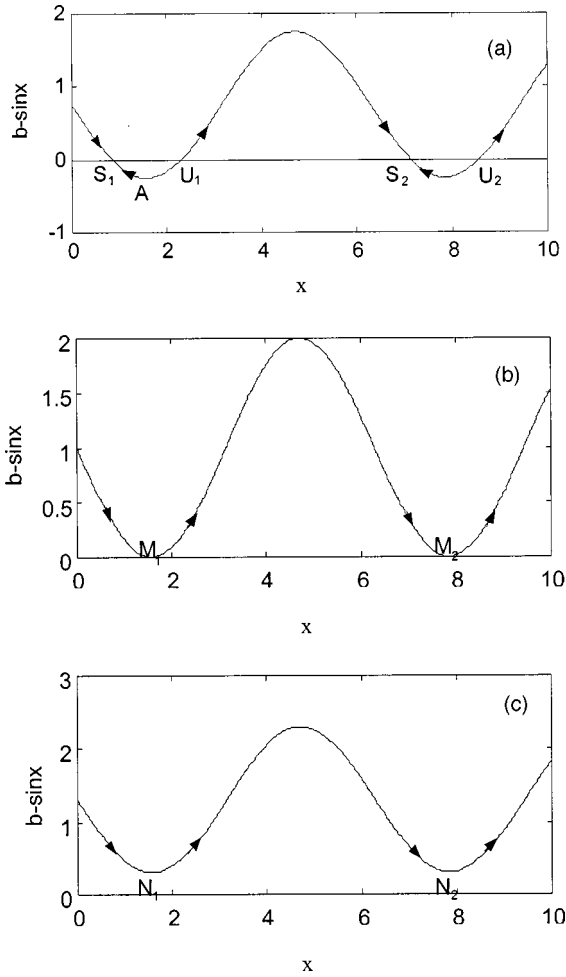 2
(a)
1
b-sinx
0
S₁
A
U₁
S₂
U₂
-1
0 2 4 6 8 10
x
2
(b)
1.5
b-sinx
1
0.5
M₁
M₂
0
0 2 4 6 8 10
x
3
(c)
2
b-sinx
1
N₁
N₂
0
0 2 4 6 8 10
x